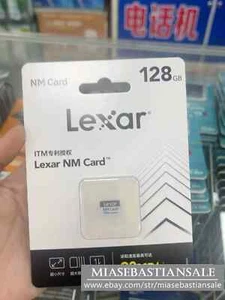 电话机
NM Card
128GB
Lexar
ITM专利授权
Lexar NM Card™
Lexar
MIASEBASTIANSALE
ebay.com/str/miasebastiansale